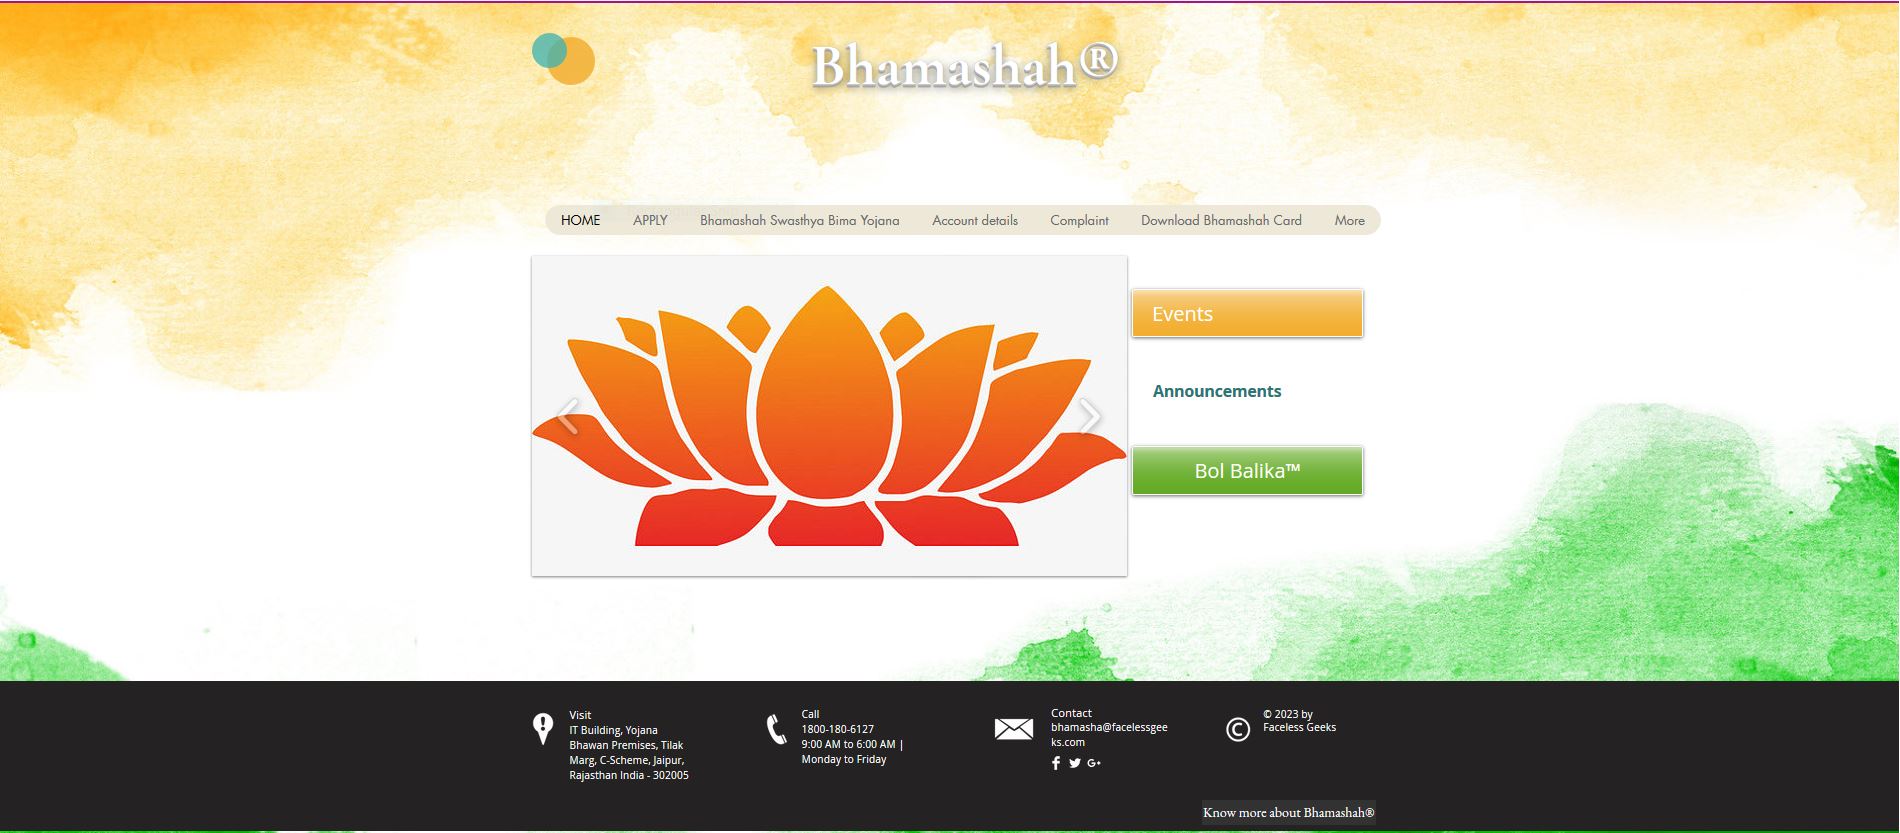 Bhamashah®
HOME
APPLY
Bhamashah Swasthya Bima Yojana
Account details
Complaint
Download Bhamashah Card
More
Events
Announcements
Bol Balika™
Visit
IT Building, Yojana
Bhawan Premises, Tilak
Marg, C-Scheme, Jaipur,
Rajasthan India - 302005
Call
1800-180-6127
9:00 AM to 6:00 AM |
Monday to Friday
Contact
bhamasha@facelessgee
ks.com
© 2023 by
Faceless Geeks
Know more about Bhamashah®